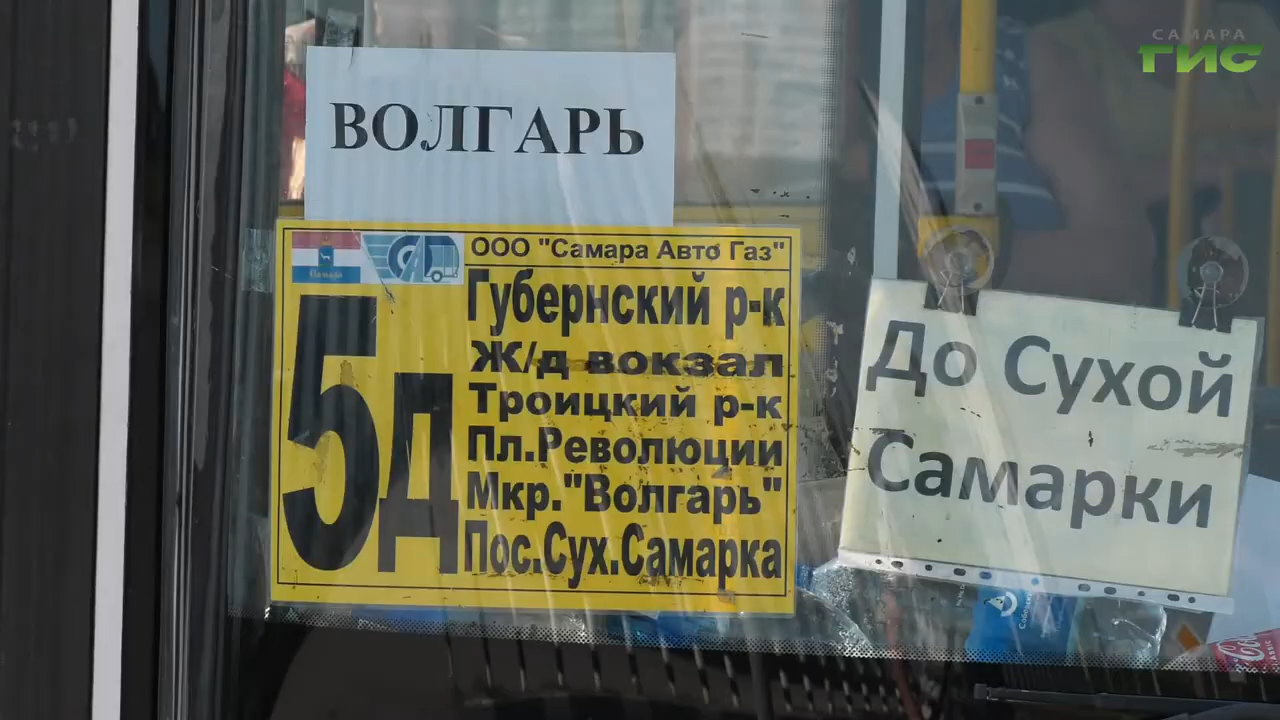 САМАРА
ГИС
ВОЛГАРЬ
ООО "Самара Авто Газ"
Самара
5д
Губернский р-к
Ж/д вокзал
Троицкий р-к
Пл.Революции
Мкр."Волгарь"
Пос.Сух.Самарка
До Сухой
Самарки